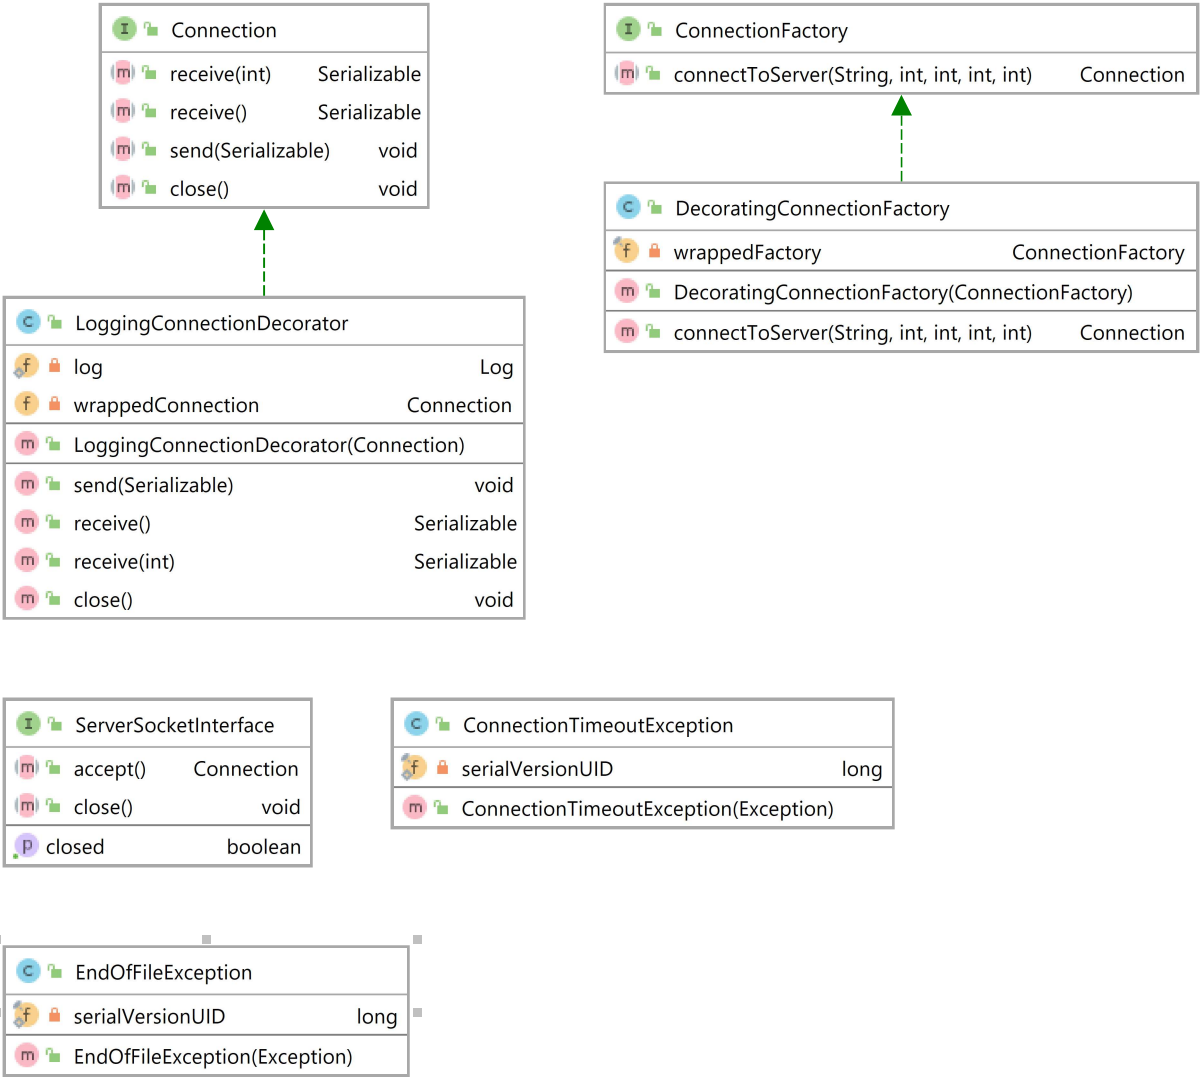 Connection
receive(int) Serializable
receive() Serializable
send(Serializable) void
close() void
ConnectionFactory
connectToServer(String, int, int, int, int) Connection
DecoratingConnectionFactory
wrappedFactory ConnectionFactory
DecoratingConnectionFactory(ConnectionFactory)
connectToServer(String, int, int, int, int) Connection
LoggingConnectionDecorator
log Log
wrappedConnection Connection
LoggingConnectionDecorator(Connection)
send(Serializable) void
receive() Serializable
receive(int) Serializable
close() void
ServerSocketInterface
accept() Connection
close() void
closed boolean
ConnectionTimeoutException
serialVersionUID long
ConnectionTimeoutException(Exception)
EndOfFileException
serialVersionUID long
EndOfFileException(Exception)